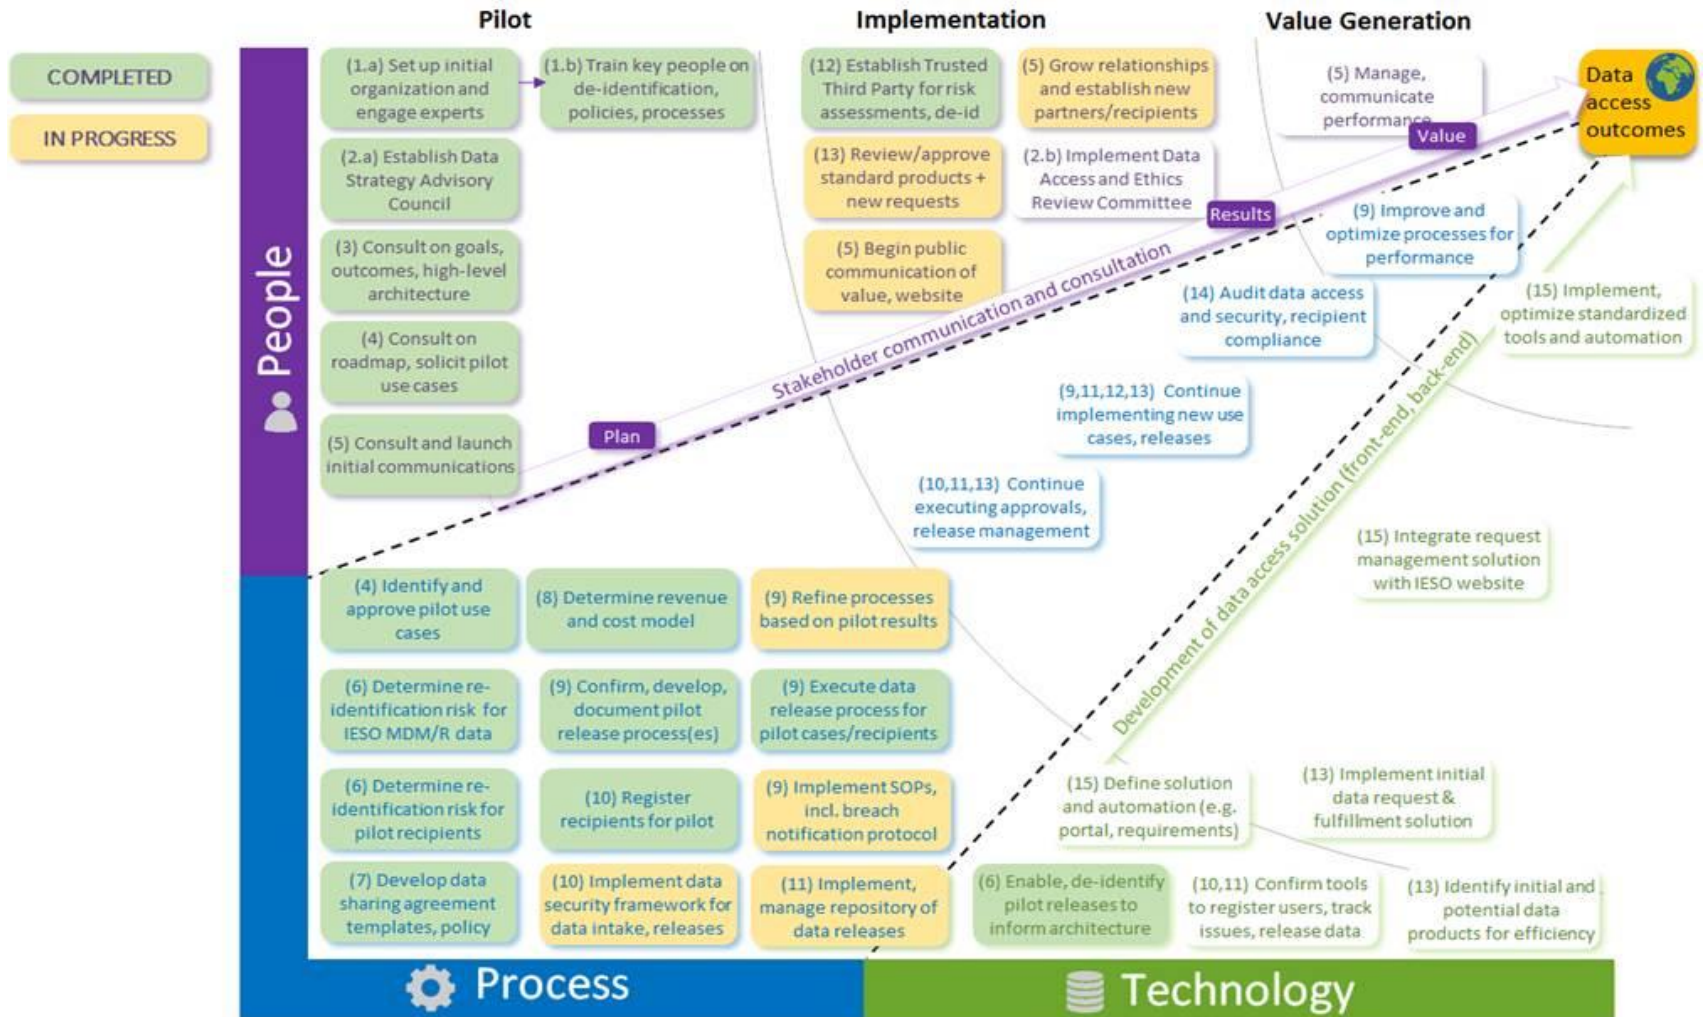 Pilot
Implementation
Value Generation
COMPLETED
IN PROGRESS
(1.a) Set up initial
organization and
engage experts
(1.b) Train key people on
de-identification,
policies, processes
(12) Establish Trusted
Third Party for risk
assessments, de-id
(5) Grow relationships
and establish new
partners/recipients
(5) Manage,
communicate
performance
Value
Data
access
outcomes
(2.a) Establish Data
Strategy Advisory
Council
(13) Review/approve
standard products +
new requests
(2.b) Implement Data
Access and Ethics
Review Committee
Results
(9) Improve and
optimize processes for
performance
People
(3) Consult on goals,
outcomes, high-level
architecture
(5) Begin public
communication of
value, website
Stakeholder communication and consultation
(14) Audit data access
and security, recipient
compliance
(15) Implement,
optimize standardized
tools and automation
(4) Consult on
roadmap, solicit pilot
use cases
(9,11,12,13) Continue
implementing new use
cases, releases
(5) Consult and launch
initial communications
Plan
(10,11,13) Continue
executing approvals,
release management
Development of data access solution (front-end, back-end)
(15) Integrate request
management solution
with IESO website
(4) Identify and
approve pilot use
cases
(8) Determine revenue
and cost model
(9) Refine processes
based on pilot results
(6) Determine re-
identification risk for
IESO MDM/R data
(9) Confirm, develop,
document pilot
release process(es)
(9) Execute data
release process for
pilot cases/recipients
(6) Determine re-
identification risk for
pilot recipients
(10) Register
recipients for pilot
(9) Implement SOPs,
incl. breach
notification protocol
(15) Define solution
and automation (e.g.
portal, requirements)
(13) Implement initial
data request &
fulfillment solution
(7) Develop data
sharing agreement
templates, policy
(10) Implement data
security framework for
data intake, releases
(11) Implement,
manage repository of
data releases
(6) Enable, de-identify
pilot releases to
inform architecture
(10,11) Confirm tools
to register users, track
issues, release data
(13) Identify initial and
potential data
products for efficiency
Process
Technology